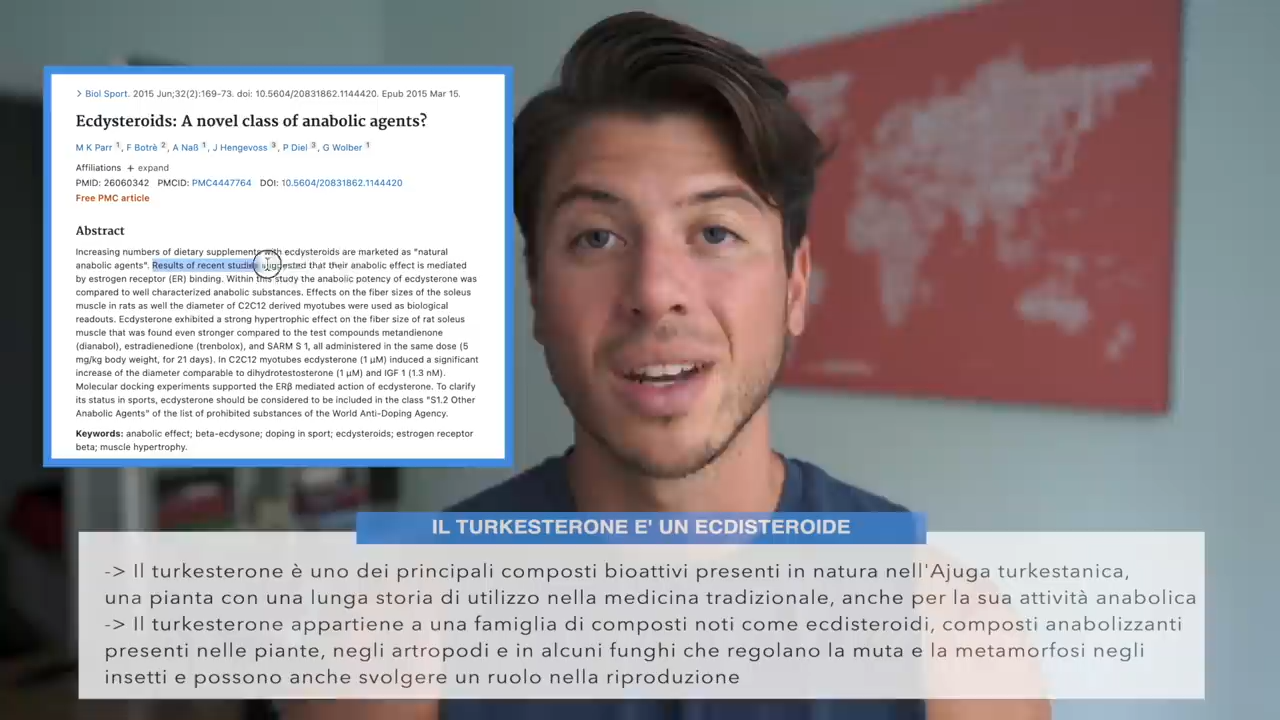 > Biol Sport. 2015 Jun;32(2):169-73. doi: 10.5604/20831862.1144420. Epub 2015 Mar 15.
Ecdysteroids: A novel class of anabolic agents?
M K Parr 1, F Botrè 2, A Naß 1, J Hengevoss 3, P Diel 3, G Wolber 1
Affiliations + expand
PMID: 26060342 PMCID: PMC4447764 DOI: 10.5604/20831862.1144420
Free PMC article
Abstract
Increasing numbers of dietary supplements with ecdysteroids are marketed as "natural
anabolic agents". Results of recent studies suggested that their anabolic effect is mediated
by estrogen receptor (ER) binding. Within this study the anabolic potency of ecdysterone was
compared to well characterized anabolic substances. Effects on the fiber sizes of the soleus
muscle in rats as well the diameter of C2C12 derived myotubes were used as biological
readouts. Ecdysterone exhibited a strong hypertrophic effect on the fiber size of rat soleus
muscle that was found even stronger compared to the test compounds metandienone
(dianabol), estradienedione (trenbolox), and SARM S 1, all administered in the same dose (5
mg/kg body weight, for 21 days). In C2C12 myotubes ecdysterone (1 µM) induced a significant
increase of the diameter comparable to dihydrotestosterone (1 µM) and IGF 1 (1.3 nM).
Molecular docking experiments supported the ERβ mediated action of ecdysterone. To clarify
its status in sports, ecdysterone should be considered to be included in the class "S1.2 Other
Anabolic Agents" of the list of prohibited substances of the World Anti-Doping Agency.
Keywords: anabolic effect; beta-ecdysone; doping in sport; ecdysteroids; estrogen receptor
beta; muscle hypertrophy.
IL TURKESTERONE E' UN ECDISTEROIDE
-> Il turkesterone è uno dei principali composti bioattivi presenti in natura nell'Ajuga turkestanica,
una pianta con una lunga storia di utilizzo nella medicina tradizionale, anche per la sua attività anabolica
-> Il turkesterone appartiene a una famiglia di composti noti come ecdisteroidi, composti anabolizzanti
presenti nelle piante, negli artropodi e in alcuni funghi che regolano la muta e la metamorfosi negli
insetti e possono anche svolgere un ruolo nella riproduzione